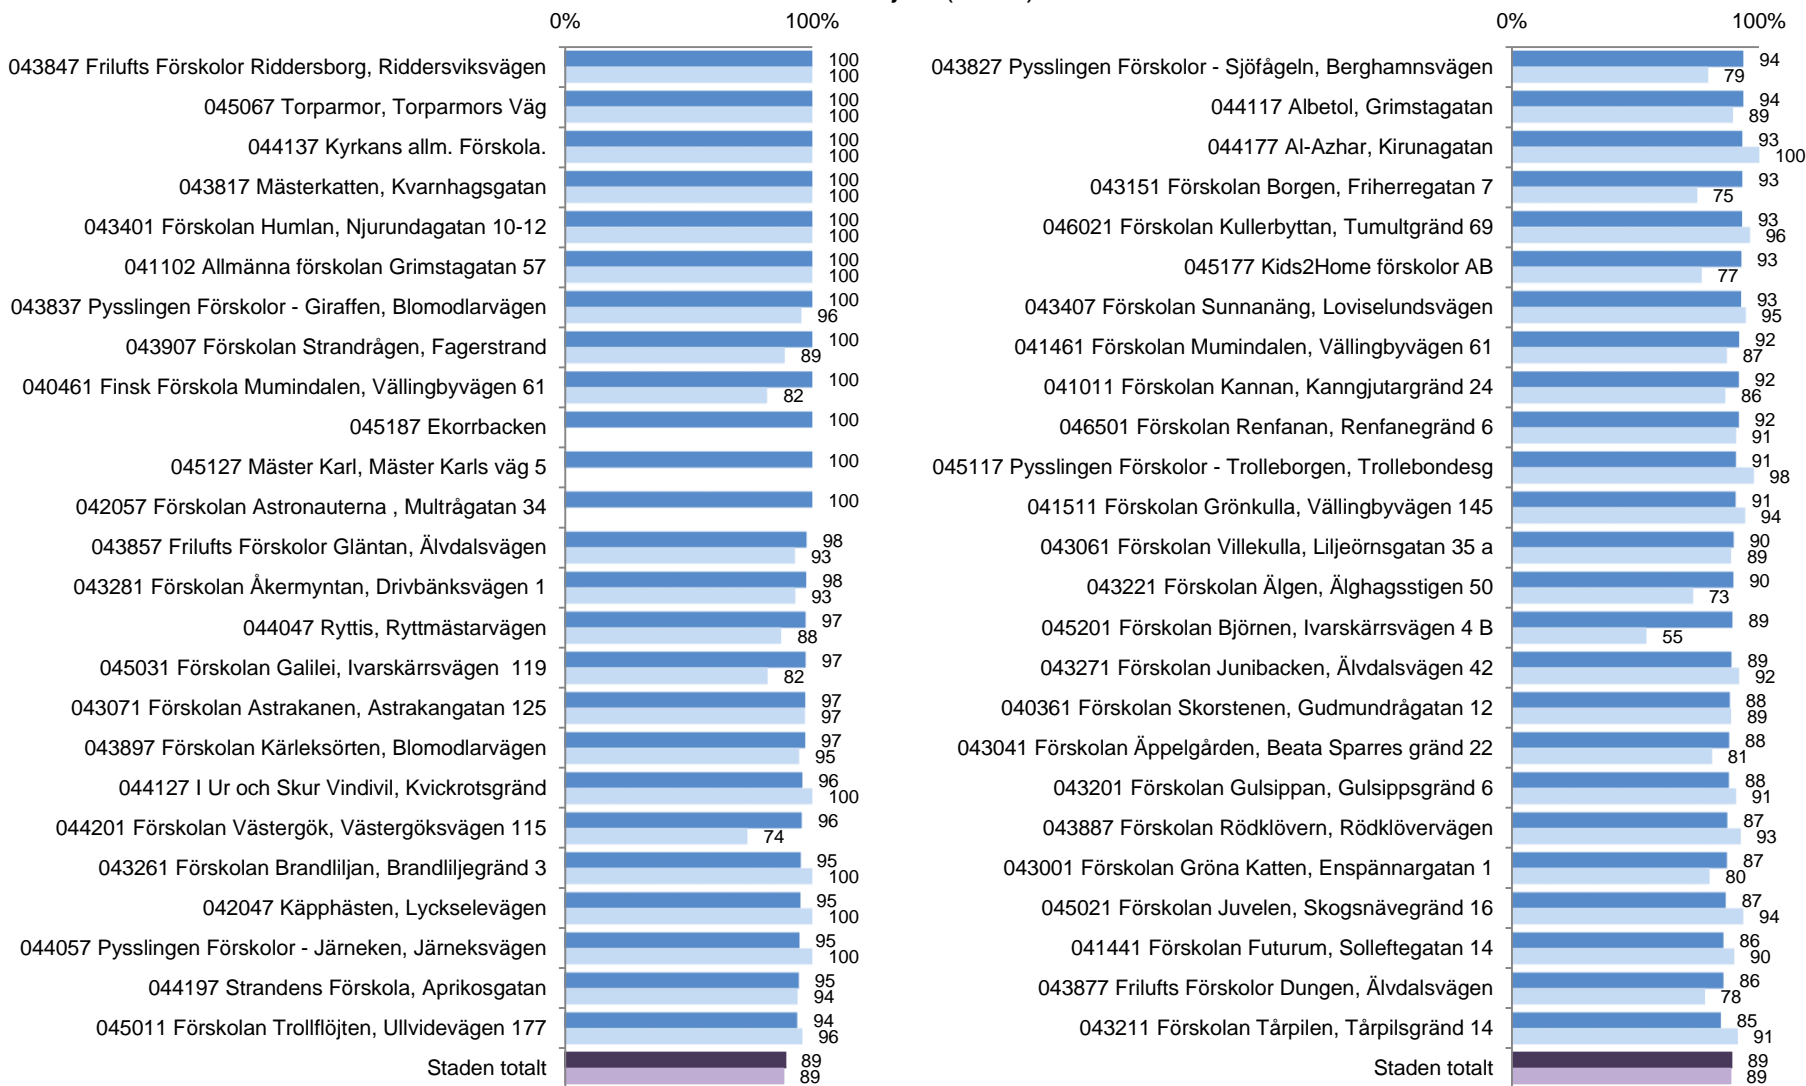 0% 100%
043847 Frilufts Förskolor Riddersborg, Riddersviksvägen 100 100
045067 Torparmor, Torparmors Väg 100 100
044137 Kyrkans allm. Förskola. 100 100
043817 Mästerkatten, Kvarnhagsgatan 100 100
043401 Förskolan Humlan, Njurundagatan 10-12 100 100
041102 Allmänna förskolan Grimstagatan 57 100 100
043837 Pysslingen Förskolor - Giraffen, Blomodlarvägen 100 96
043907 Förskolan Strandrågen, Fagerstrand 100 89
040461 Finsk Förskola Mumindalen, Vällingbyvägen 61 100 82
045187 Ekorrbacken 100
045127 Mäster Karl, Mäster Karls väg 5 100
042057 Förskolan Astronauterna , Multrågatan 34 100
043857 Frilufts Förskolor Gläntan, Älvdalsvägen 98 93
043281 Förskolan Åkermyntan, Drivbänksvägen 1 98 93
044047 Ryttis, Ryttmästarvägen 97 88
045031 Förskolan Galilei, Ivarskärrsvägen 119 97 82
043071 Förskolan Astrakanen, Astrakangatan 125 97 97
043897 Förskolan Kärleksörten, Blomodlarvägen 97 95
044127 I Ur och Skur Vindivil, Kvickrotsgränd 96 100
044201 Förskolan Västergök, Västergöksvägen 115 96 74
043261 Förskolan Brandliljan, Brandliljegränd 3 95 100
042047 Käpphästen, Lyckselevägen 95 100
044057 Pysslingen Förskolor - Järneken, Järneksvägen 95 100
044197 Strandens Förskola, Aprikosgatan 95 94
045011 Förskolan Trollflöjten, Ullvidevägen 177 94 96
Staden totalt 89 89
0% 100%
043827 Pysslingen Förskolor - Sjöfågeln, Berghamnsvägen 94 79
044117 Albetol, Grimstagatan 94 89
044177 Al-Azhar, Kirunagatan 93 100
043151 Förskolan Borgen, Friherregatan 7 93 75
046021 Förskolan Kullerbyttan, Tumultgränd 69 93 96
045177 Kids2Home förskolor AB 93 77
043407 Förskolan Sunnanäng, Loviselundsvägen 93 95
041461 Förskolan Mumindalen, Vällingbyvägen 61 92 87
041011 Förskolan Kannan, Kanngjutargränd 24 92 86
046501 Förskolan Renfanan, Renfanegränd 6 92 91
045117 Pysslingen Förskolor - Trolleborgen, Trollebondesg 91 98
041511 Förskolan Grönkulla, Vällingbyvägen 145 91 94
043061 Förskolan Villekulla, Liljeörnsgatan 35 a 90 89
043221 Förskolan Älgen, Älghagsstigen 50 90 73
045201 Förskolan Björnen, Ivarskärrsvägen 4 B 89 55
043271 Förskolan Junibacken, Älvdalsvägen 42 89 92
040361 Förskolan Skorstenen, Gudmundrågatan 12 88 89
043041 Förskolan Äppelgården, Beata Sparres gränd 22 88 81
043201 Förskolan Gulsippan, Gulsippsgränd 6 88 91
043887 Förskolan Rödklövern, Rödklövervägen 87 93
043001 Förskolan Gröna Katten, Enspännargatan 1 87 80
045021 Förskolan Juvelen, Skogsnävegränd 16 87 94
041441 Förskolan Futurum, Solleftegatan 14 86 90
043877 Frilufts Förskolor Dungen, Älvdalsvägen 86 78
043211 Förskolan Tårpilen, Tårpilsgränd 14 85 91
Staden totalt 89 89